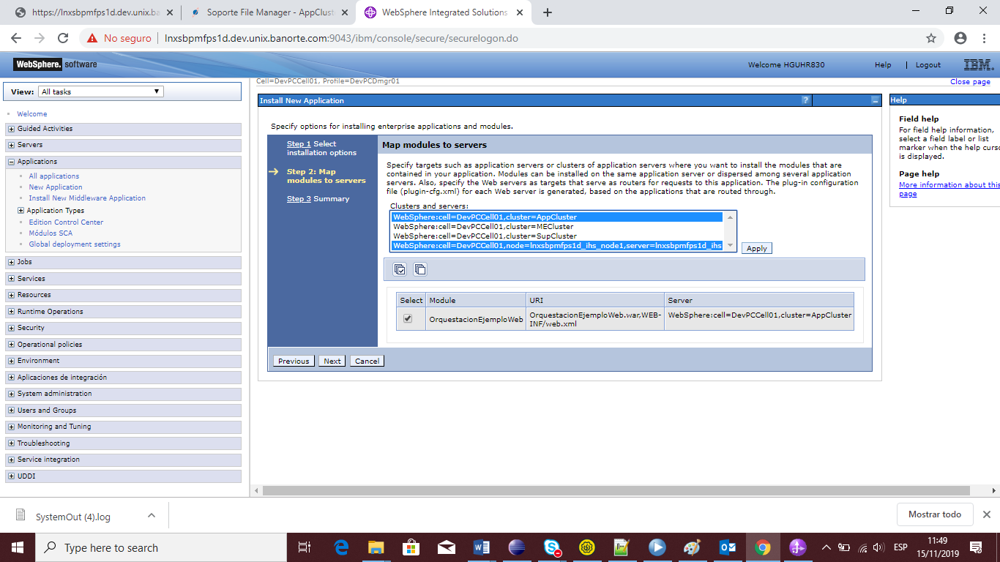 https://lnxsbpmfps1d.dev.unix.ba
Soporte File Manager - AppClust
WebSphere Integrated Solutions
No seguro
lnxsbpmfps1d.dev.unix.banorte.com:9043/ibm/console/secure/securelogon.do
WebSphere. software
Welcome HGUHR830
Help | Logout
IBM.
View: All tasks
Welcome
Guided Activities
Servers
Applications
All applications
New Application
Install New Middleware Application
Application Types
Edition Control Center
Módulos SCA
Global deployment settings
Jobs
Services
Resources
Runtime Operations
Security
Operational policies
Environment
Aplicaciones de integración
System administration
Users and Groups
Monitoring and Tuning
Troubleshooting
Service integration
UDDI
Cell=DevPCCell01, Profile=DevPCDmgr01
Close page
Install New Application
?
Specify options for installing enterprise applications and modules.
Step 1 Select
installation options
Step 2: Map
modules to servers
Step 3 Summary
Map modules to servers
Specify targets such as application servers or clusters of application servers where you want to install the modules that are
contained in your application. Modules can be installed on the same application server or dispersed among several application
servers. Also, specify the Web servers as targets that serve as routers for requests to this application. The plug-in configuration
file (plugin-cfg.xml) for each Web server is generated, based on the applications that are routed through.
Clusters and servers:
WebSphere:cell=DevPCCell01,cluster=AppCluster
WebSphere:cell=DevPCCell01,cluster=MECluster
WebSphere:cell=DevPCCell01,cluster=SupCluster
WebSphere:cell=DevPCCell01,node=lnxsbpmfps1d_ihs_node1,server=lnxsbpmfps1d_ihs
Apply
Select Module URI Server
OrquestacionEjemploWeb OrquestacionEjemploWeb.war,WEB-
INF/web.xml WebSphere:cell=DevPCCell01,cluster=AppCluster
Previous Next Cancel
Help
Field help
For field help information,
select a field label or list
marker when the help curso
is displayed.
Page help
More information about this
page
SystemOut (4).log
Mostrar todo
Type here to search
ESP
11:49
15/11/2019